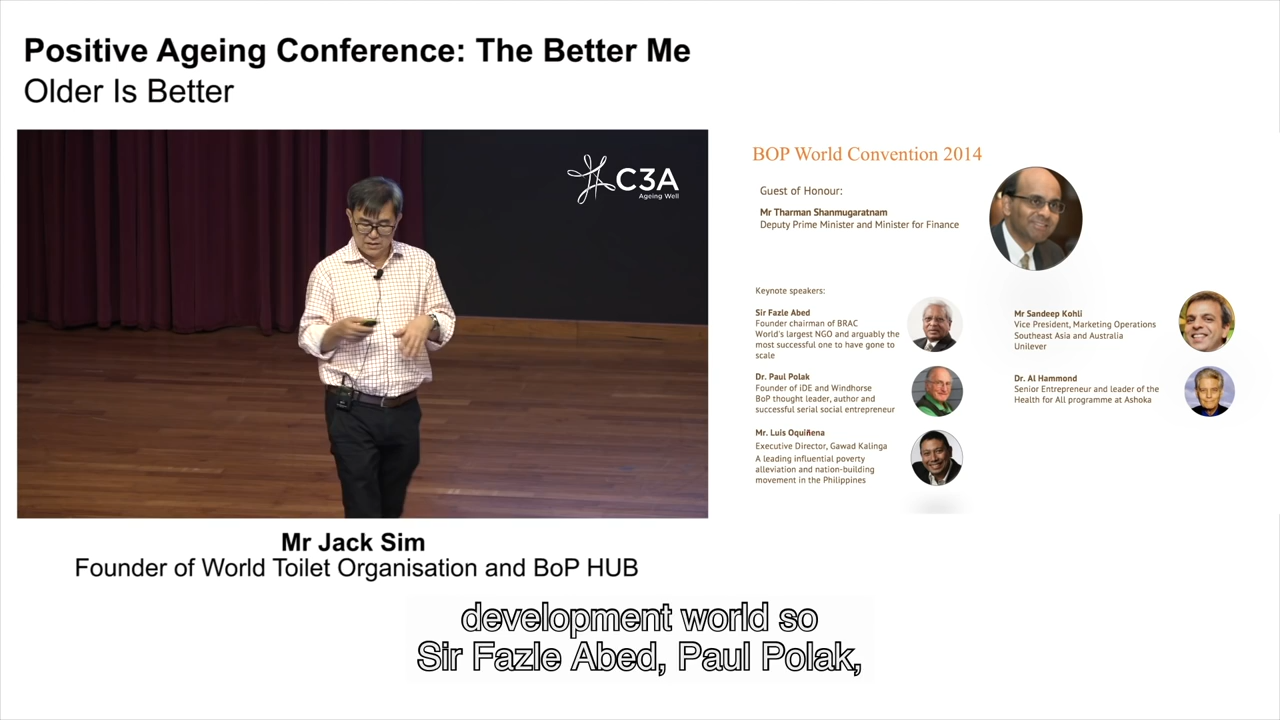 Positive Ageing Conference: The Better Me
Older Is Better
C3A
Ageing Well
BOP World Convention 2014
Guest of Honour:
Mr Tharman Shanmugaratnam
Deputy Prime Minister and Minister for Finance
Keynote speakers:
Sir Fazle Abed
Founder chairman of BRAC
World's largest NGO and arguably the
most successful one to have gone to
scale
Dr. Paul Polak
Founder of iDE and Windhorse
BoP thought leader, author and
successful serial social entrepreneur
Mr. Luis Oquiñena
Executive Director, Gawad Kalinga
A leading influential poverty
alleviation and nation-building
movement in the Philippines
Mr Sandeep Kohli
Vice President, Marketing Operations
Southeast Asia and Australia
Unilever
Dr. Al Hammond
Senior Entrepreneur and leader of the
Health for All programme at Ashoka
Mr Jack Sim
Founder of World Toilet Organisation and BoP HUB
development world so
Sir Fazle Abed, Paul Polak,